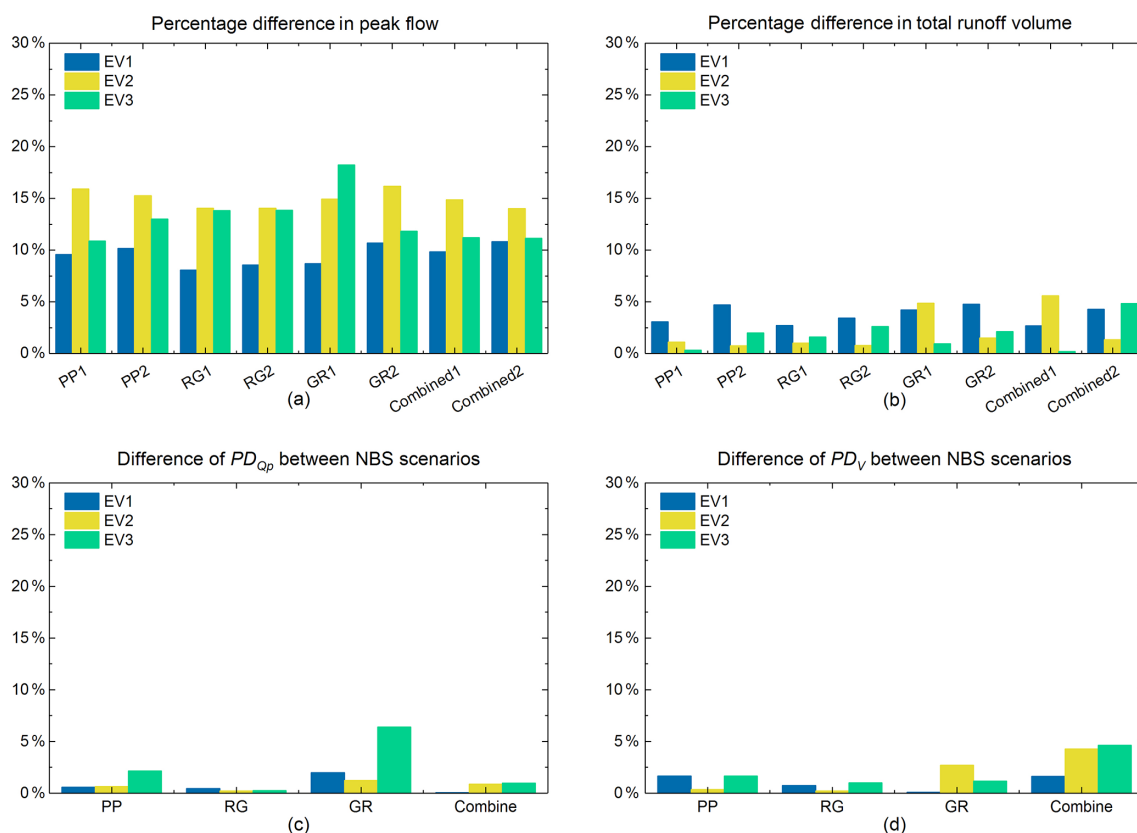 Percentage difference in peak flow
30 %
25 %
20 %
15 %
10 %
5 %
0 %
EV1
EV2
EV3
PP1
PP2
RG1
RG2
GR1
GR2
Combined1
Combined2
(a)
Percentage difference in total runoff volume
30 %
25 %
20 %
15 %
10 %
5 %
0 %
EV1
EV2
EV3
PP1
PP2
RG1
RG2
GR1
GR2
Combined1
Combined2
(b)
Difference of PD_Qp between NBS scenarios
30 %
25 %
20 %
15 %
10 %
5 %
0 %
EV1
EV2
EV3
PP
RG
GR
Combine
(c)
Difference of PD_V between NBS scenarios
30 %
25 %
20 %
15 %
10 %
5 %
0 %
EV1
EV2
EV3
PP
RG
GR
Combine
(d)